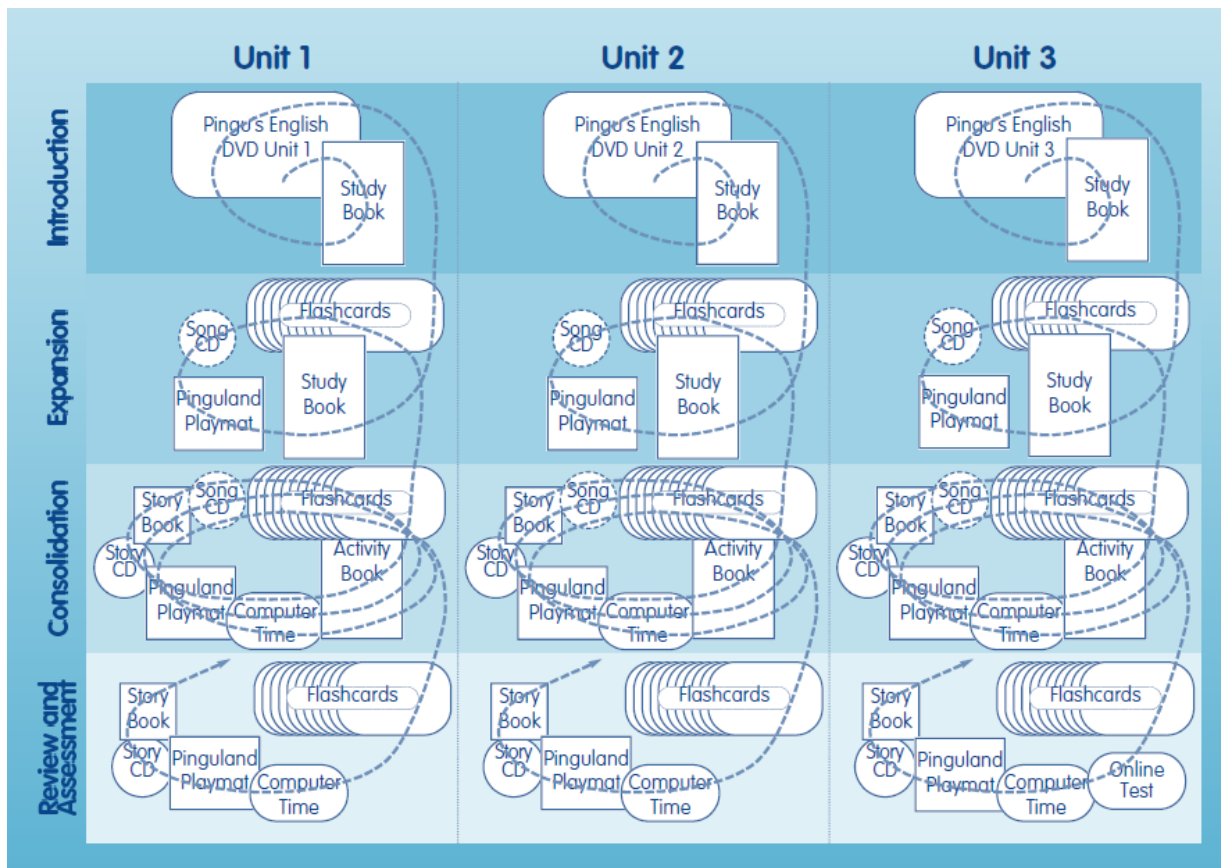 Unit 1
Unit 2
Unit 3
Introduction
Pingu's English
DVD Unit 1
Study
Book
Pingu's English
DVD Unit 2
Study
Book
Pingu's English
DVD Unit 3
Study
Book
Expansion
Song
CD
Flashcards
Pinguland
Playmat
Study
Book
Song
CD
Flashcards
Pinguland
Playmat
Study
Book
Song
CD
Flashcards
Pinguland
Playmat
Study
Book
Consolidation
Story
Book
Song
CD
Flashcards
Story
CD
Pinguland
Playmat
Computer
Time
Activity
Book
Story
Book
Song
CD
Flashcards
Story
CD
Pinguland
Playmat
Computer
Time
Activity
Book
Story
Book
Song
CD
Flashcards
Story
CD
Pinguland
Playmat
Computer
Time
Activity
Book
Review and
Assessment
Story
Book
Flashcards
Story
CD
Pinguland
Playmat
Computer
Time
Story
Book
Flashcards
Story
CD
Pinguland
Playmat
Computer
Time
Story
Book
Flashcards
Story
CD
Pinguland
Playmat
Computer
Time
Online
Test